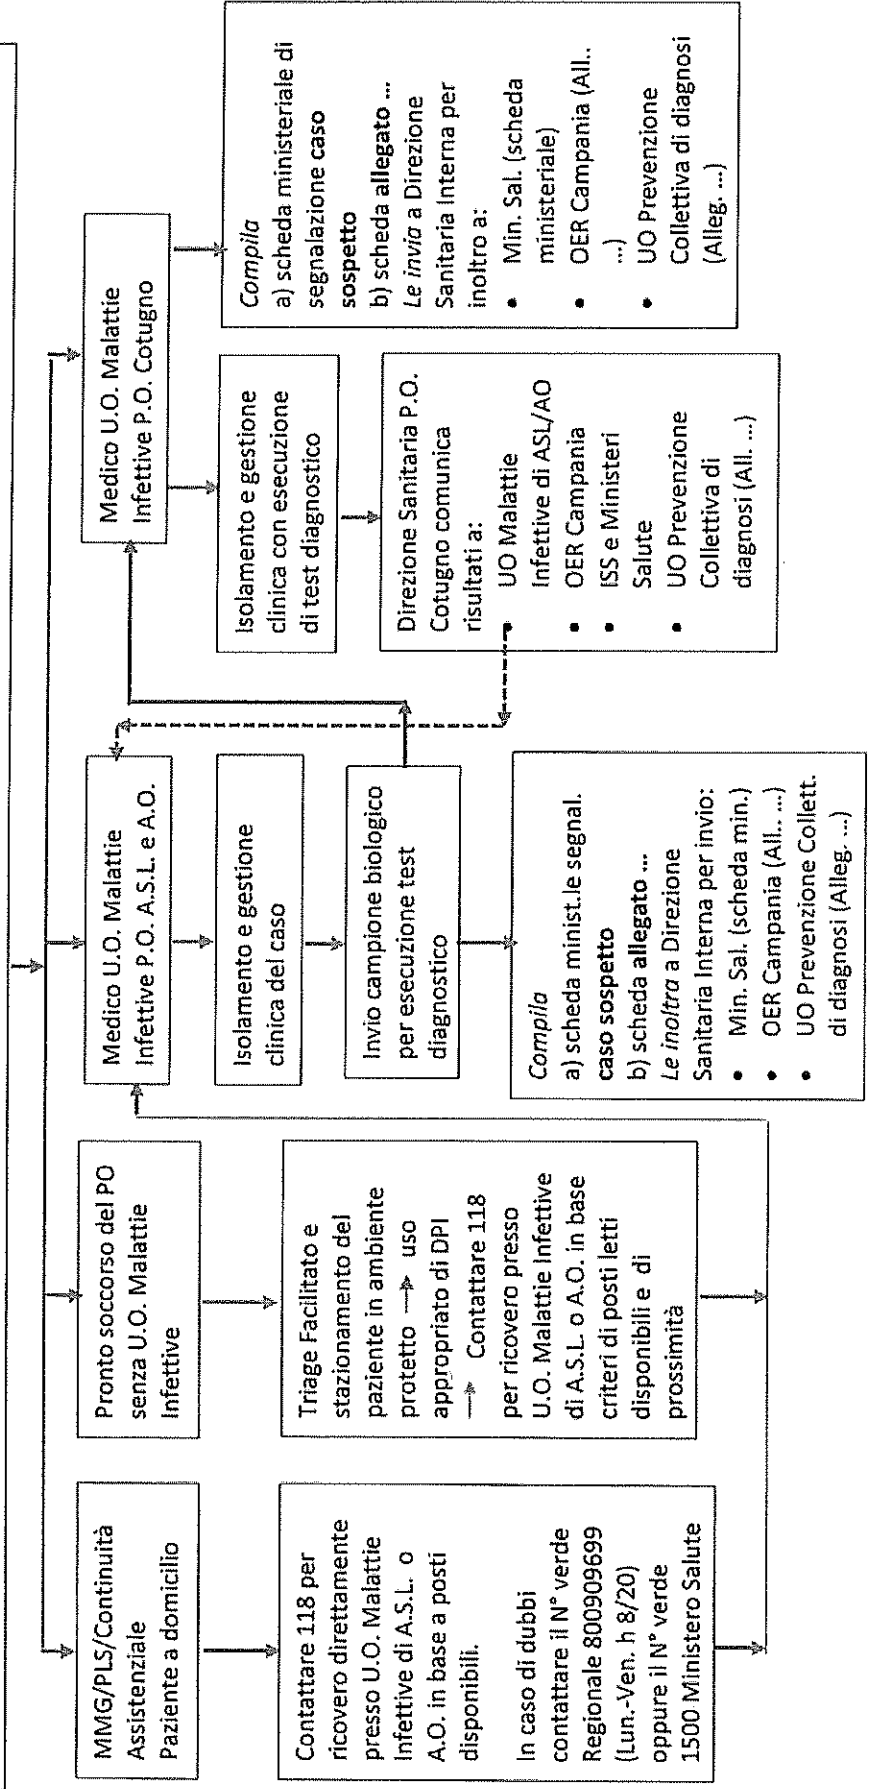 MMG/PLS/Continuità
Assistenziale
Paziente a domicilio
Contattare 118 per
ricovero direttamente
presso U.O. Malattie
Infettive di A.S.L. o
A.O. in base a posti
disponibili.
In caso di dubbi
contattare il N° verde
Regionale 800909699
(Lun.-Ven. h 8/20)
oppure il N° verde
1500 Ministero Salute
Pronto soccorso del PO
senza U.O. Malattie
Infettive
Triage Facilitato e
stazionamento del
paziente in ambiente
protetto → uso
appropriato di DPI
→ Contattare 118
per ricovero presso
U.O. Malattie Infettive
di A.S.L. o A.O. in base
criteri di posti letti
disponibili e di
prossimità
Medico U.O. Malattie
Infettive P.O. A.S.L. e A.O.
Isolamento e gestione
clinica del caso
Invio campione biologico
per esecuzione test
diagnostico
Compila
a) scheda minist.le segnal.
caso sospetto
b) scheda allegato ...
Le inoltra a Direzione
Sanitaria Interna per invio:
• Min. Sal. (scheda min.)
• OER Campania (All.. ...)
• UO Prevenzione Collett.
di diagnosi (Alleg. ...)
Medico U.O. Malattie
Infettive P.O. Cotugno
Isolamento e gestione
clinica con esecuzione
di test diagnostico
Direzione Sanitaria P.O.
Cotugno comunica
risultati a:
• UO Malattie
Infettive di ASL/AO
• OER Campania
• ISS e Ministeri
Salute
• UO Prevenzione
Collettiva di
diagnosi (All. ...)
Compila
a) scheda ministeriale di
segnalazione caso
sospetto
b) scheda allegato ...
Le invia a Direzione
Sanitaria Interna per
inoltro a:
• Min. Sal. (scheda
ministeriale)
• OER Campania (All..
...)
• UO Prevenzione
Collettiva di diagnosi
(Alleg. ...)